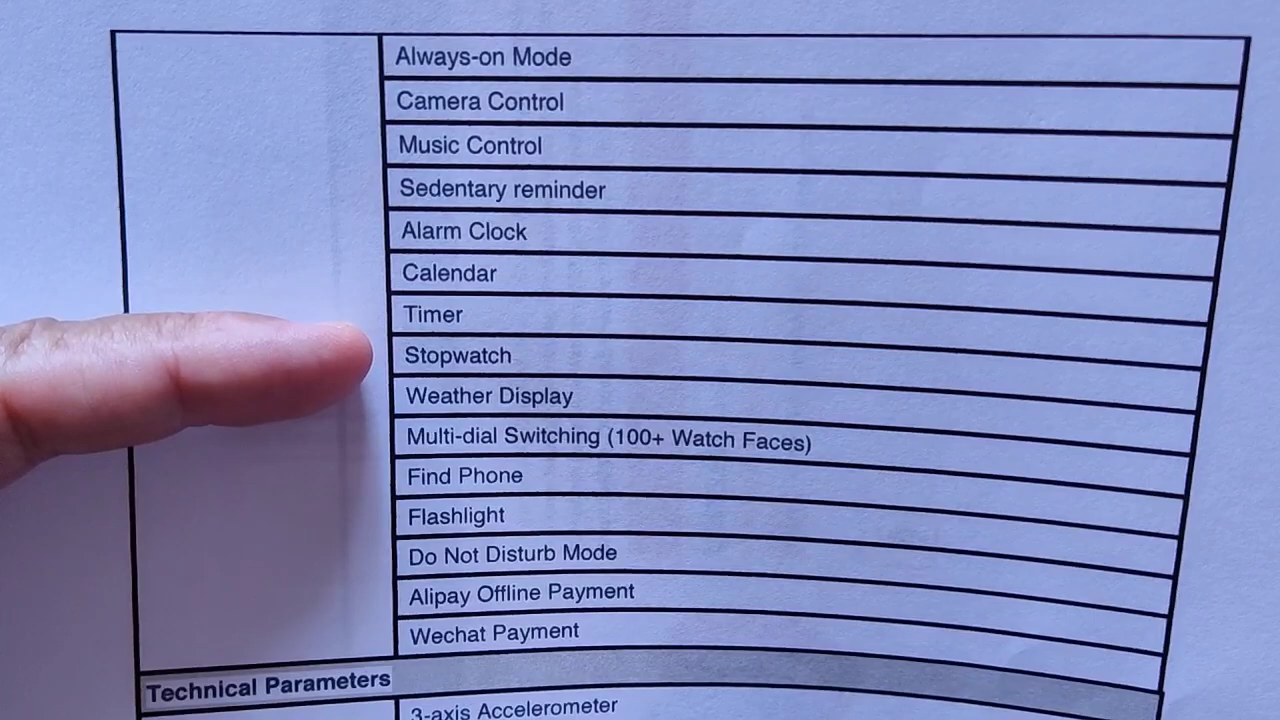 Always-on Mode
Camera Control
Music Control
Sedentary reminder
Alarm Clock
Calendar
Timer
Stopwatch
Weather Display
Multi-dial Switching (100+ Watch Faces)
Find Phone
Flashlight
Do Not Disturb Mode
Alipay Offline Payment
Wechat Payment
Technical Parameters
3-axis Accelerometer